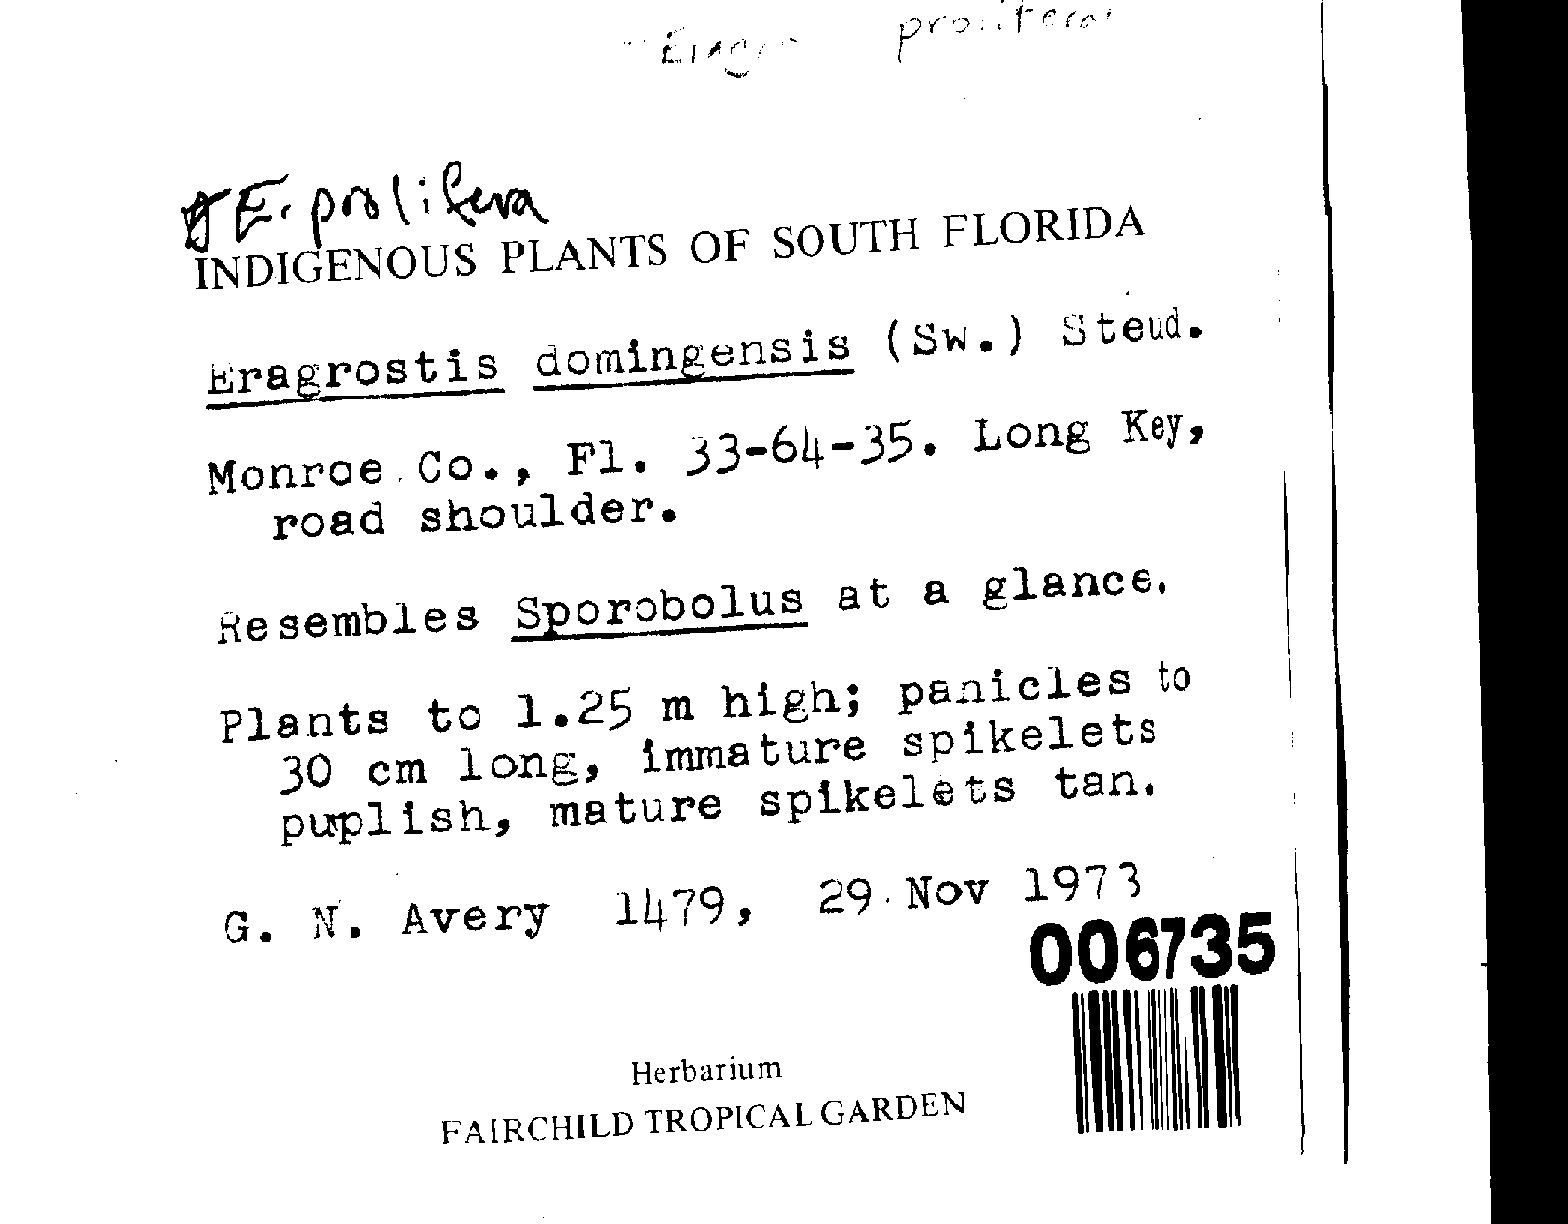 E. prolifera
INDIGENOUS PLANTS OF SOUTH FLORIDA
Eragrostis domingensis (Sw.) Steud.
Monroe Co., Fl. 33-64-35. Long Key,
road shoulder.
Resembles Sporobolus at a glance.
Plants to 1.25 m high; panicles to
30 cm long, immature spikelets
puplish, mature spikelets tan.
G. N. Avery 1479, 29 Nov 1973
006735
Herbarium
FAIRCHILD TROPICAL GARDEN